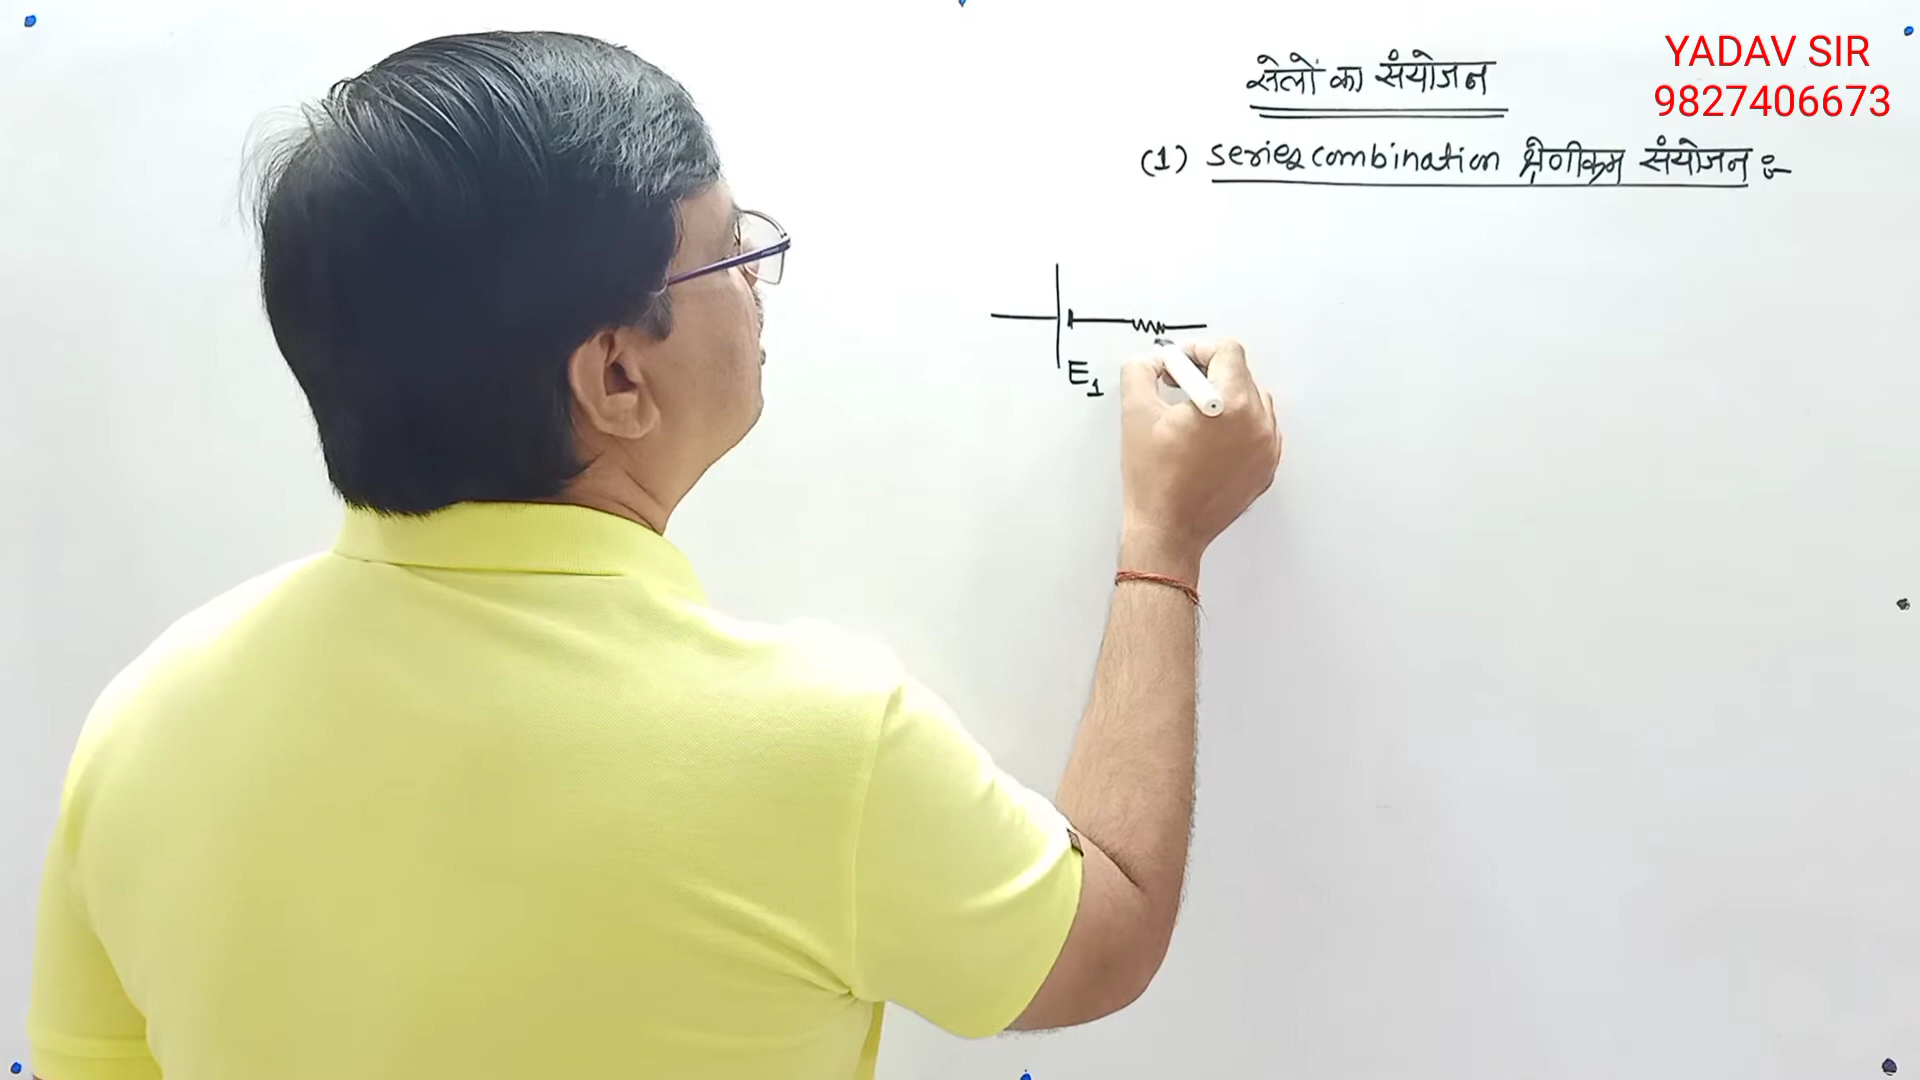 YADAV SIR
9827406673
सेलों का संयोजन
(1) series combination श्रेणीक्रम संयोजन :-
E1